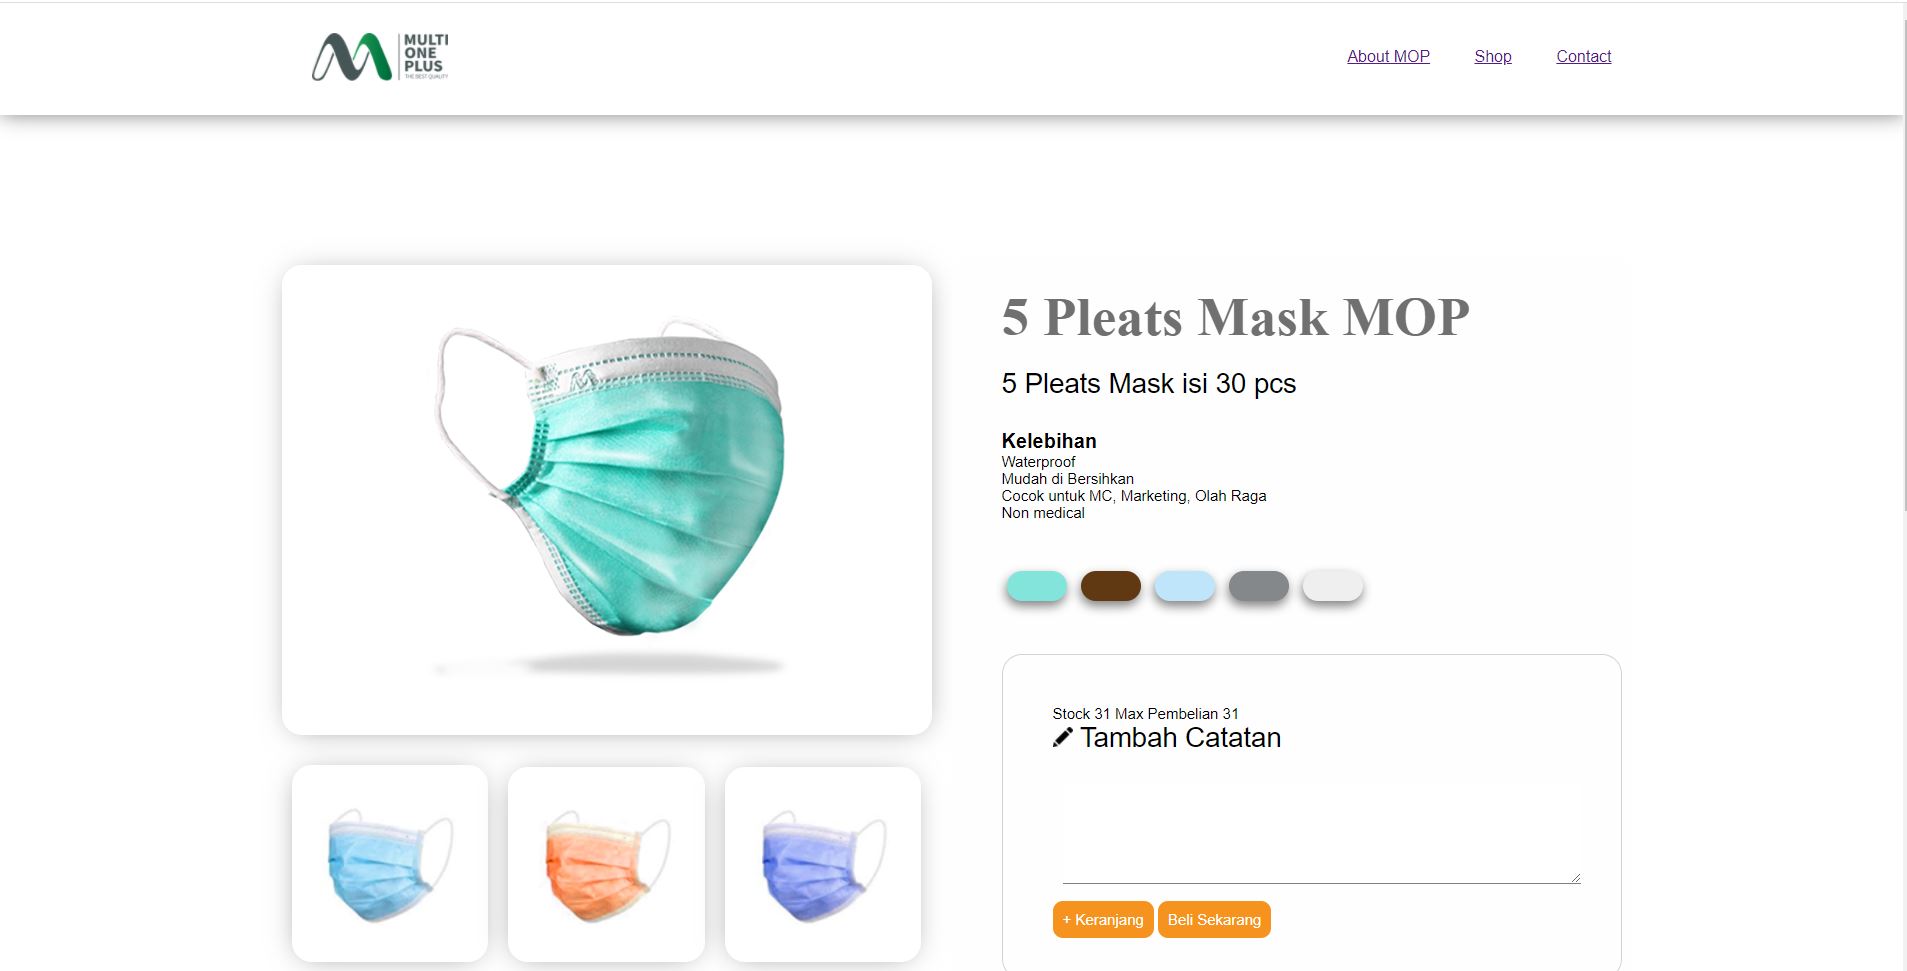 MULTI
ONE
PLUS
THE BEST QUALITY
About MOP
Shop
Contact
5 Pleats Mask MOP
5 Pleats Mask isi 30 pcs
Kelebihan
Waterproof
Mudah di Bersihkan
Cocok untuk MC, Marketing, Olah Raga
Non medical
Stock 31 Max Pembelian 31
Tambah Catatan
+ Keranjang
Beli Sekarang